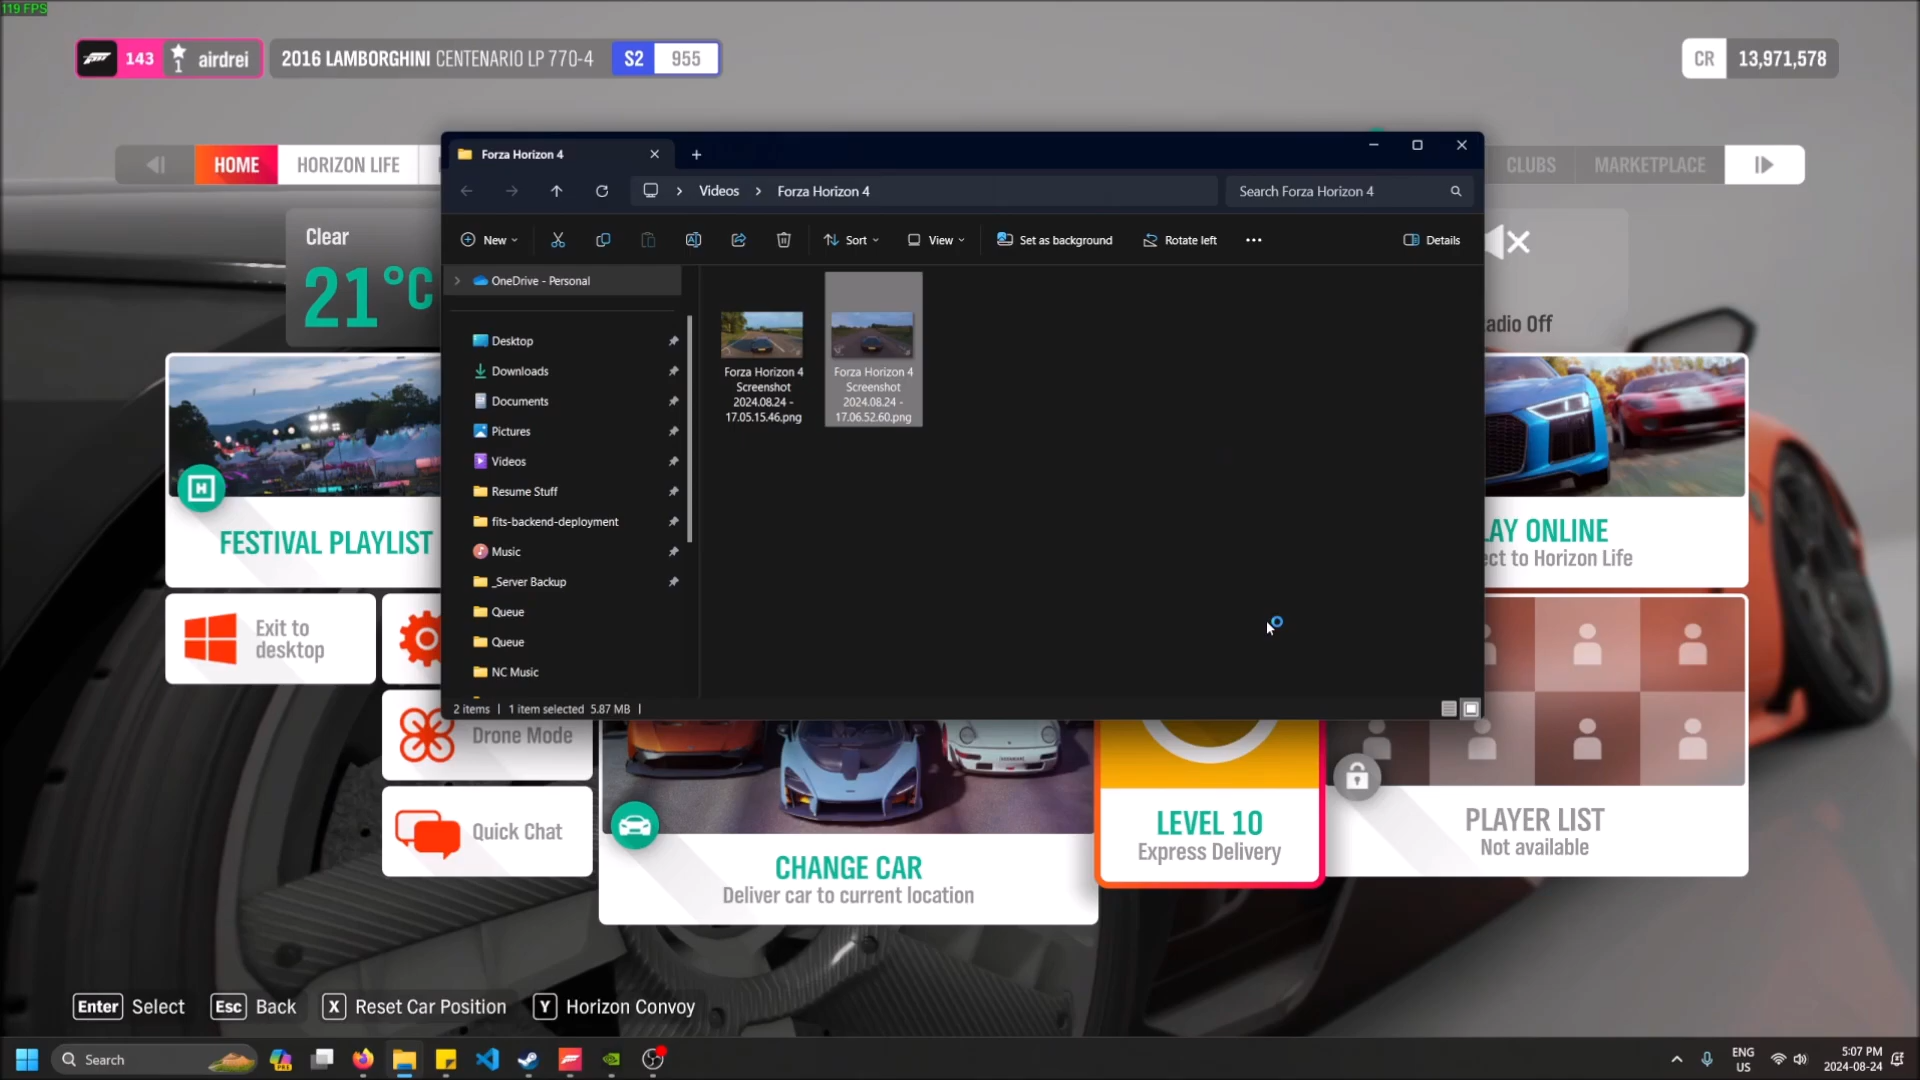 119 FPS
143 1 airdrei 2016 LAMBORGHINI CENTENARIO LP 770-4 S2 955 CR 13,971,578
Forza Horizon 4
HOME HORIZON LIFE CLUBS MARKETPLACE
Videos Forza Horizon 4 Search Forza Horizon 4
New Sort View Set as background Rotate left Details
Clear
21°C
adio Off
OneDrive - Personal
Desktop
Downloads
Documents
Pictures
Videos
Resume Stuff
fits-backend-deployment
Music
_Server Backup
Queue
Queue
NC Music
Forza Horizon 4
Screenshot
2024.08.24 -
17.05.15.46.png
Forza Horizon 4
Screenshot
2024.08.24 -
17.06.52.60.png
2 items 1 item selected 5.87 MB
FESTIVAL PLAYLIST
LAY ONLINE
ect to Horizon Life
Exit to
desktop
Drone Mode
Quick Chat
CHANGE CAR
Deliver car to current location
LEVEL 10
Express Delivery
PLAYER LIST
Not available
Enter Select Esc Back X Reset Car Position Y Horizon Convoy
Search
PRE
ENG
US
5:07 PM
2024-08-24